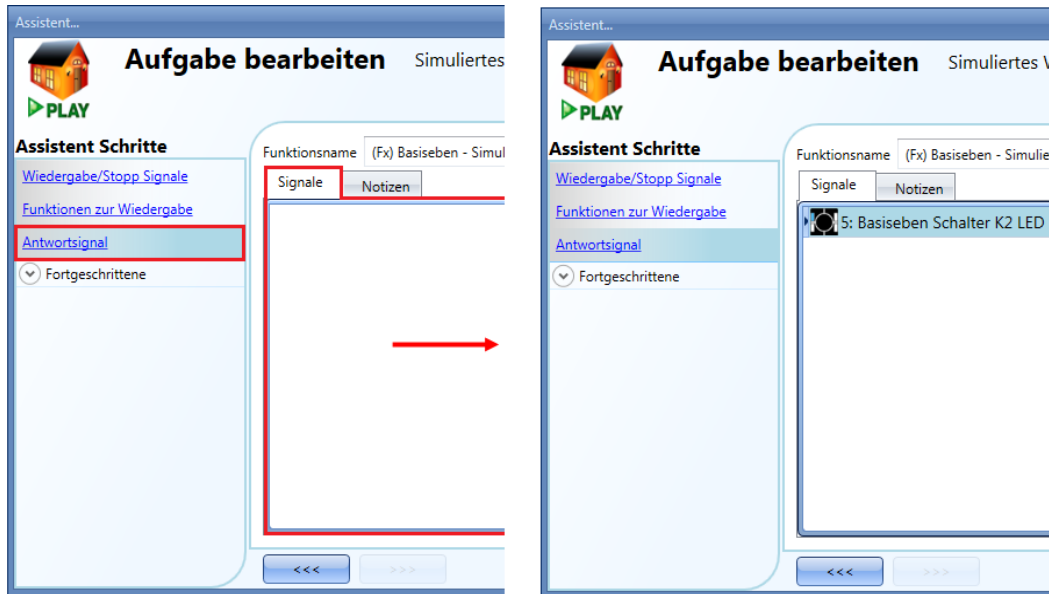 Assistent...
Aufgabe bearbeiten Simuliertes
PLAY
Assistent Schritte
Wiedergabe/Stopp Signale
Funktionen zur Wiedergabe
Antwortsignal
Fortgeschrittene
Funktionsname (Fx) Basiseben - Simul
Signale Notizen
<<< >>>
Assistent...
Aufgabe bearbeiten Simuliertes
PLAY
Assistent Schritte
Wiedergabe/Stopp Signale
Funktionen zur Wiedergabe
Antwortsignal
Fortgeschrittene
Funktionsname (Fx) Basiseben - Simulie
Signale Notizen
5: Basiseben Schalter K2 LED
<<< >>>